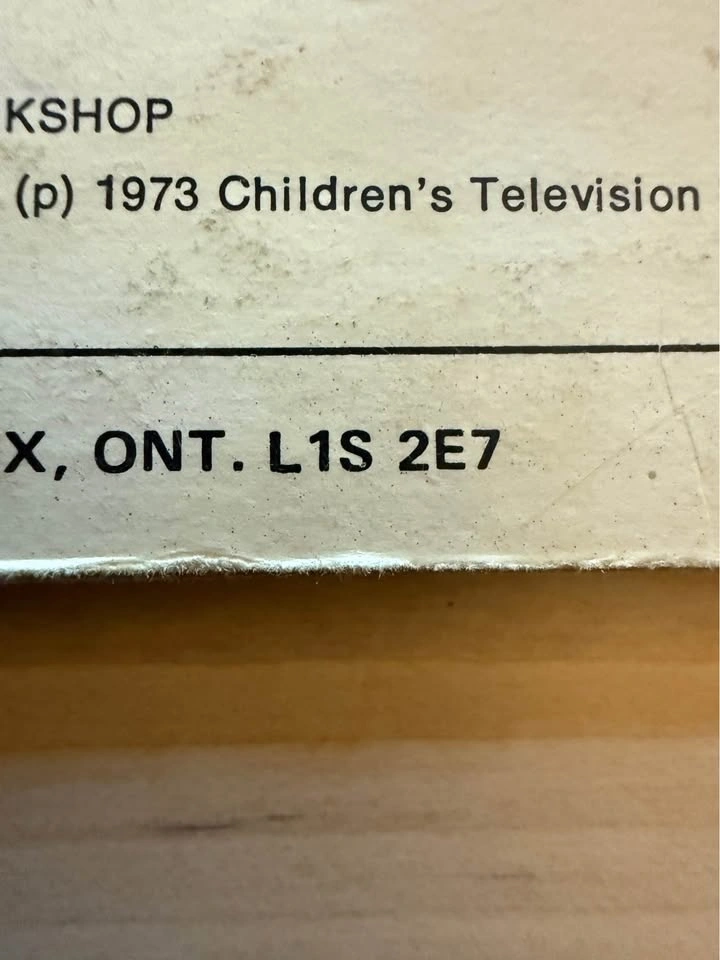 KSHOP
(p) 1973 Children's Television
X, ONT. L1S 2E7